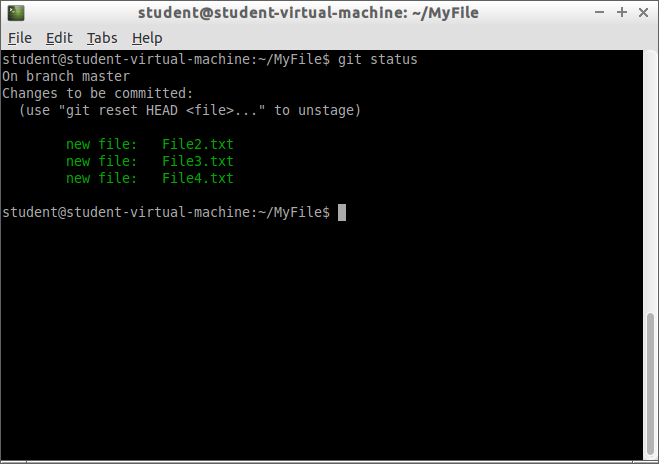 student@student-virtual-machine: ~/MyFile
File Edit Tabs Help
student@student-virtual-machine:~/MyFile$ git status
On branch master
Changes to be committed:
  (use "git reset HEAD <file>..." to unstage)
        new file:   File2.txt
        new file:   File3.txt
        new file:   File4.txt
student@student-virtual-machine:~/MyFile$